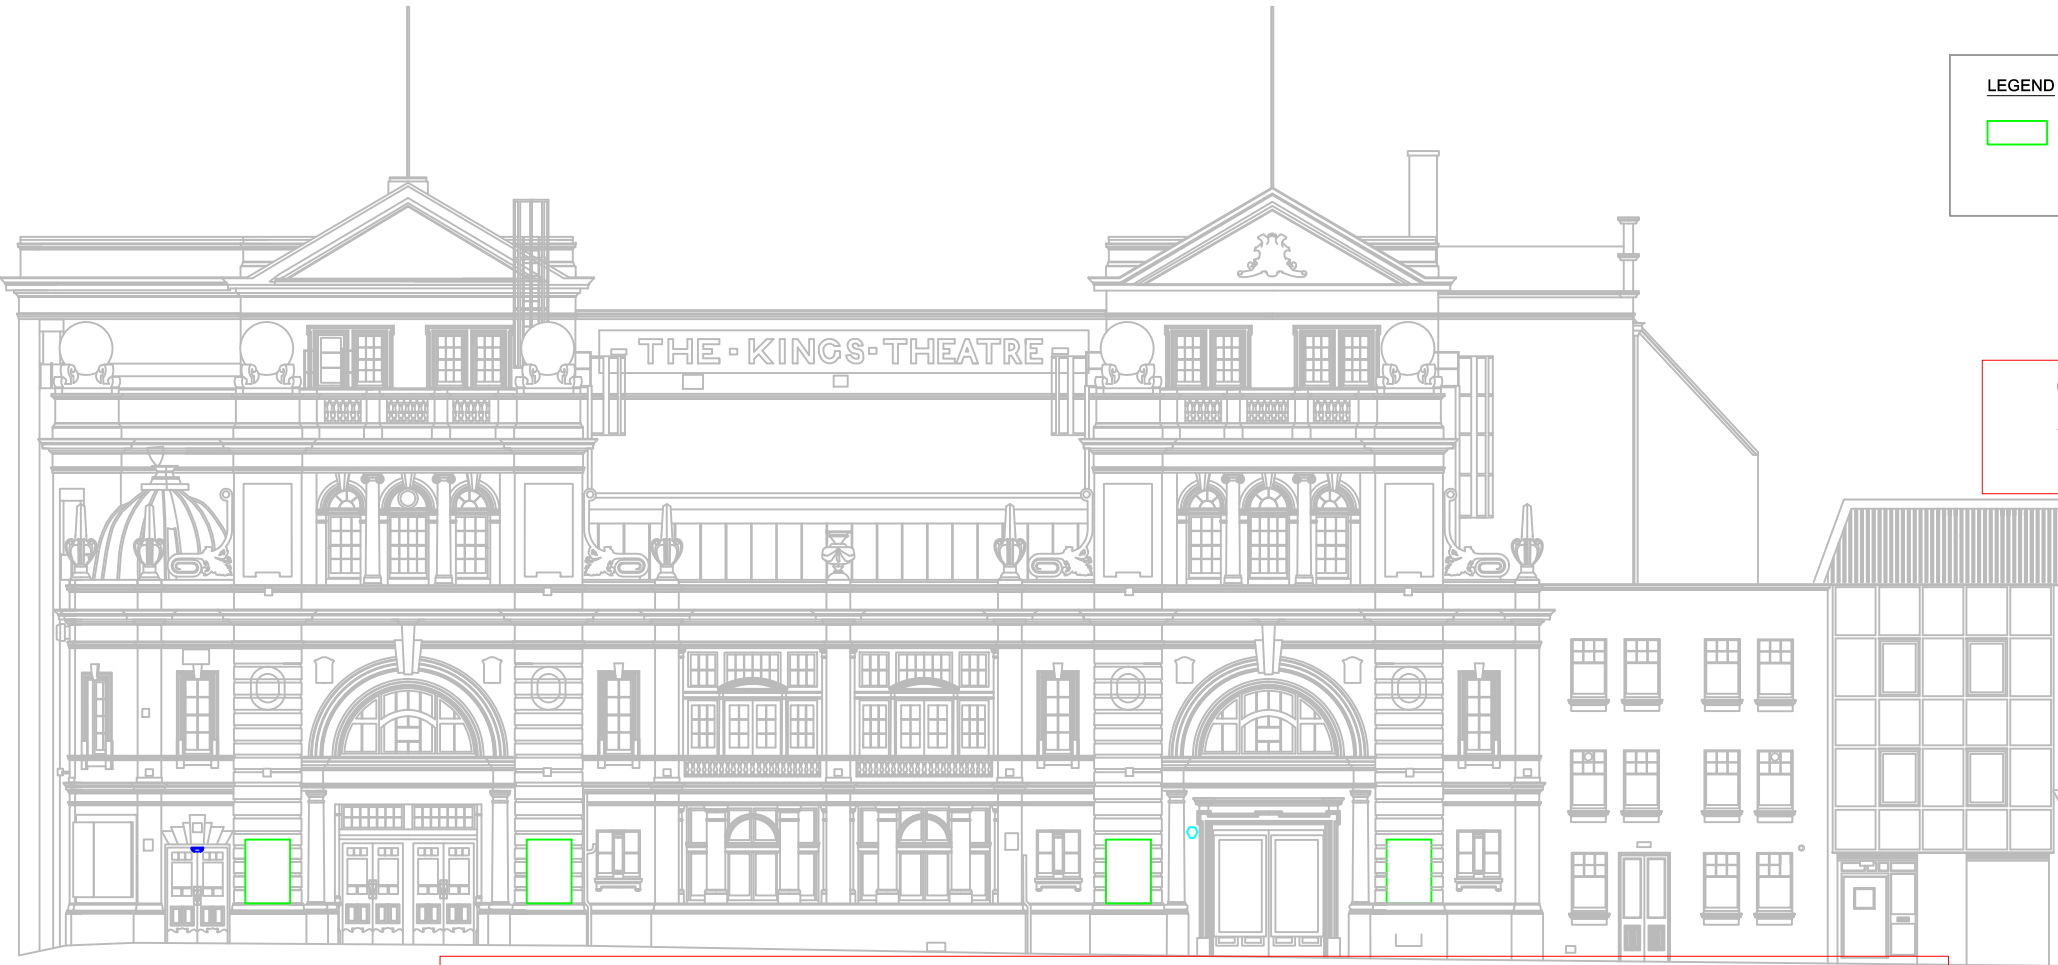 LEGEND
THE · KINGS · THEATRE